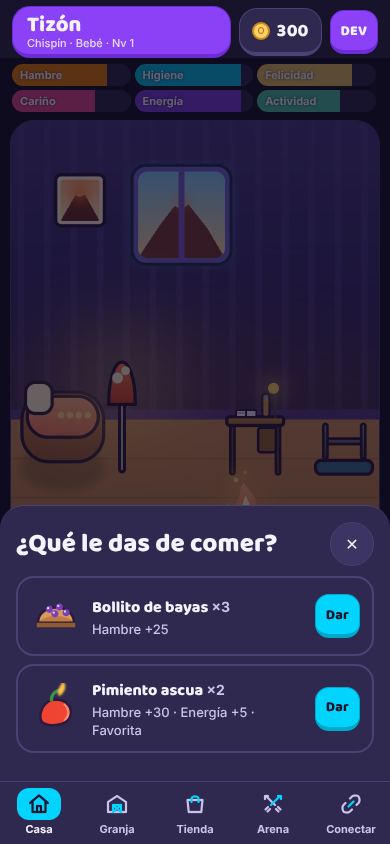 Tizón
Chispín · Bebé · Nv 1
300
DEV
Hambre
Higiene
Felicidad
Cariño
Energía
Actividad
¿Qué le das de comer?
×
Bollito de bayas ×3
Hambre +25
Dar
Pimiento ascua ×2
Hambre +30 · Energía +5 ·
Favorita
Dar
Casa
Granja
Tienda
Arena
Conectar